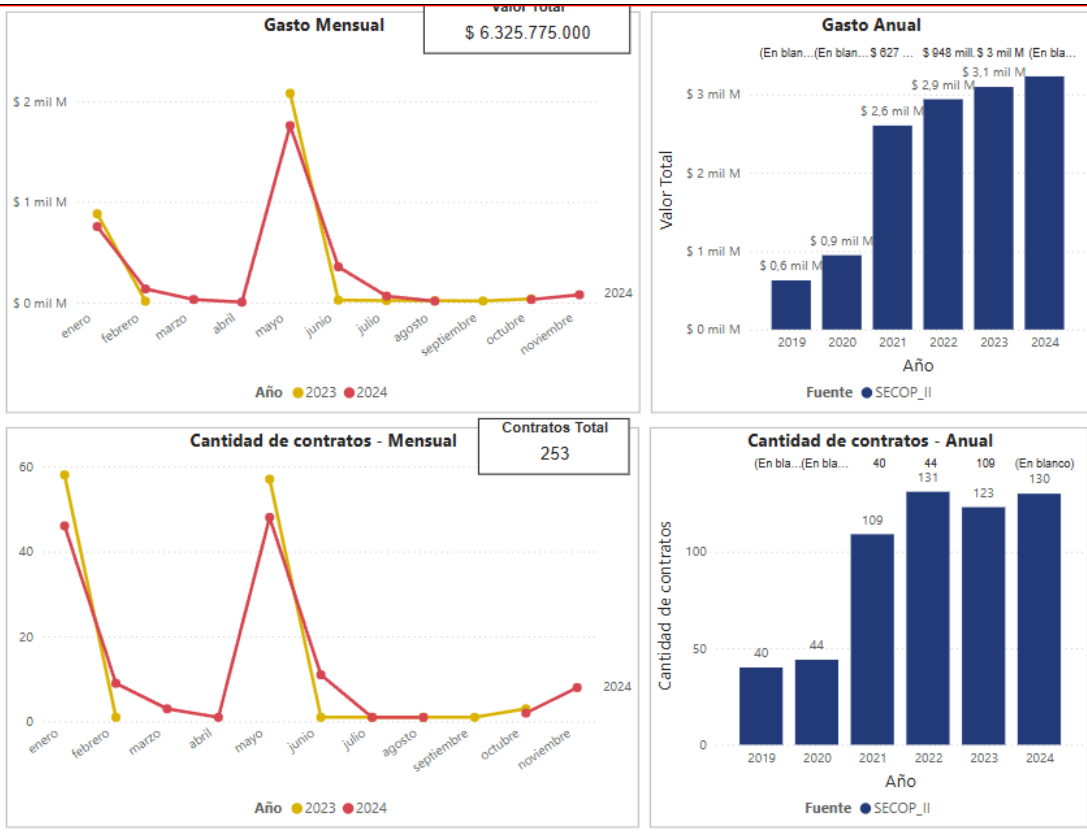 Valor Total
Gasto Mensual
$ 6.325.775.000
$ 2 mil M
$ 1 mil M
$ 0 mil M
enero
febrero
marzo
abril
mayo
junio
julio
agosto
septiembre
octubre
noviembre
2024
Año 2023 2024
Gasto Anual
(En blan... (En blan... $ 627 ... $ 948 mill. $ 3 mil M (En bla...
$ 3 mil M
$ 2 mil M
$ 1 mil M
$ 0 mil M
Valor Total
$ 0,6 mil M
$ 0,9 mil M
$ 2,6 mil M
$ 2,9 mil M
$ 3,1 mil M
2019 2020 2021 2022 2023 2024
Año
Fuente SECOP_II
Cantidad de contratos - Mensual
Contratos Total
253
60
40
20
0
enero
febrero
marzo
abril
mayo
junio
julio
agosto
septiembre
octubre
noviembre
2024
Año 2023 2024
Cantidad de contratos - Anual
(En bla... (En bla... 40 44 109 (En blanco)
100
50
0
Cantidad de contratos
40
44
109
131
123
130
2019 2020 2021 2022 2023 2024
Año
Fuente SECOP_II